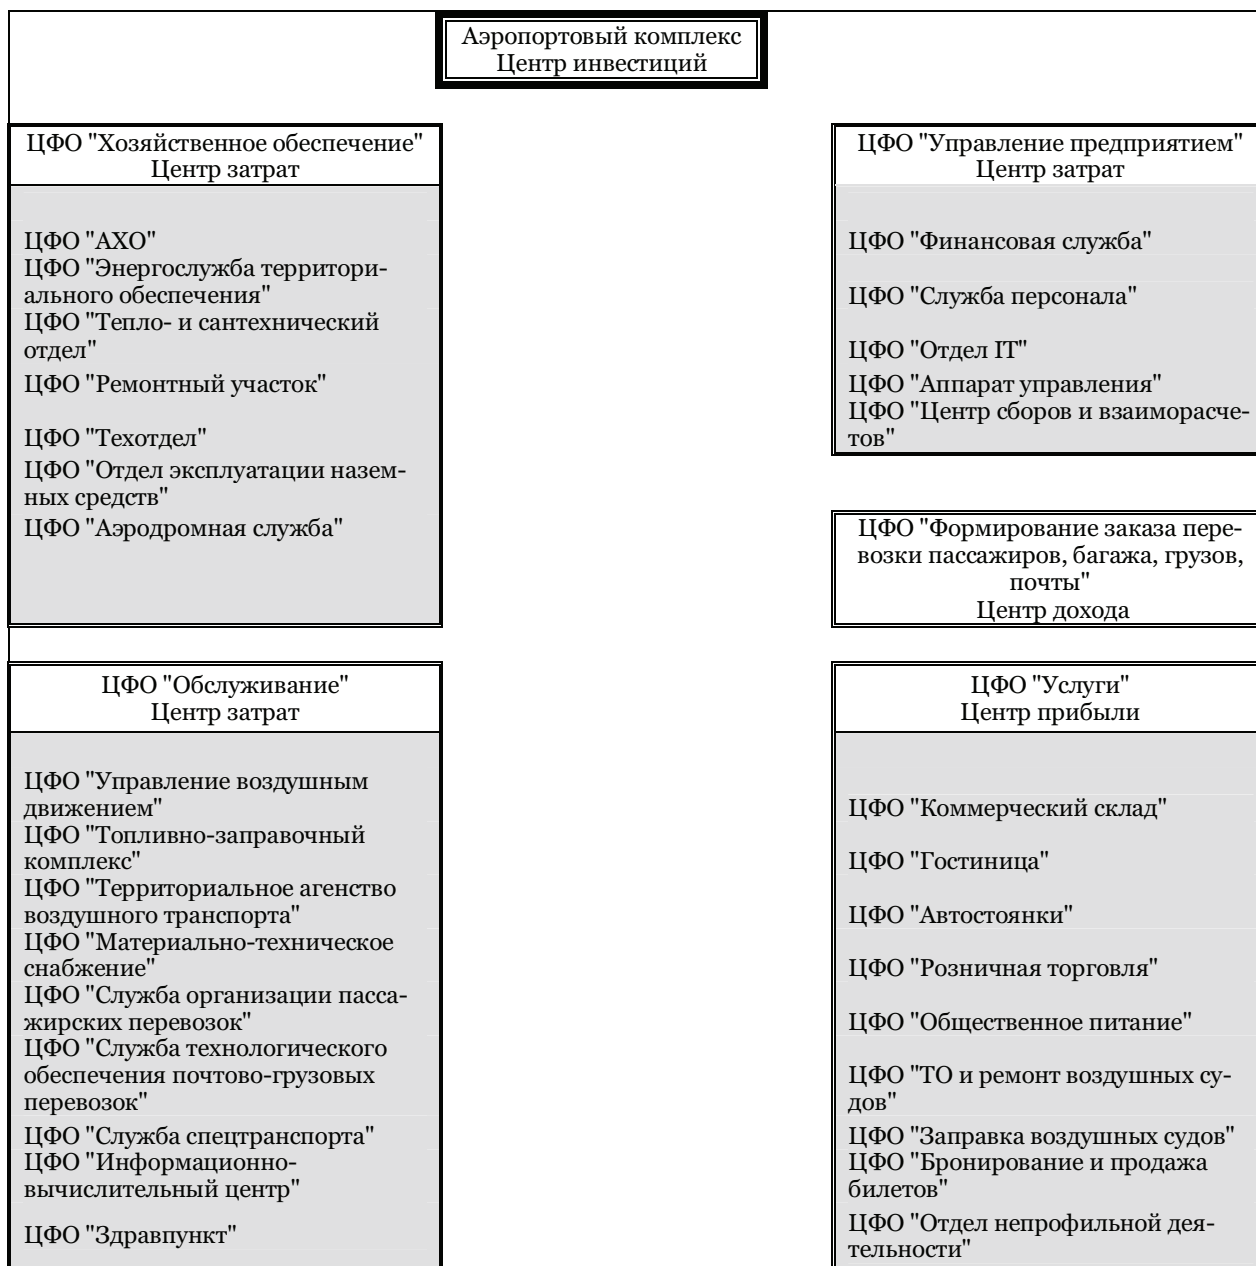 Аэропортовый комплекс
Центр инвестиций
ЦФО "Хозяйственное обеспечение"
Центр затрат
ЦФО "АХО"
ЦФО "Энергослужба территори-
ального обеспечения"
ЦФО "Тепло- и сантехнический
отдел"
ЦФО "Ремонтный участок"
ЦФО "Техотдел"
ЦФО "Отдел эксплуатации назем-
ных средств"
ЦФО "Аэродромная служба"
ЦФО "Управление предприятием"
Центр затрат
ЦФО "Финансовая служба"
ЦФО "Служба персонала"
ЦФО "Отдел IT"
ЦФО "Аппарат управления"
ЦФО "Центр сборов и взаиморасче-
тов"
ЦФО "Формирование заказа пере-
возки пассажиров, багажа, грузов,
почты"
Центр дохода
ЦФО "Обслуживание"
Центр затрат
ЦФО "Управление воздушным
движением"
ЦФО "Топливно-заправочный
комплекс"
ЦФО "Территориальное агенство
воздушного транспорта"
ЦФО "Материально-техническое
снабжение"
ЦФО "Служба организации пасса-
жирских перевозок"
ЦФО "Служба технологического
обеспечения почтово-грузовых
перевозок"
ЦФО "Служба спецтранспорта"
ЦФО "Информационно-
вычислительный центр"
ЦФО "Здравпункт"
ЦФО "Услуги"
Центр прибыли
ЦФО "Коммерческий склад"
ЦФО "Гостиница"
ЦФО "Автостоянки"
ЦФО "Розничная торговля"
ЦФО "Общественное питание"
ЦФО "ТО и ремонт воздушных су-
дов"
ЦФО "Заправка воздушных судов"
ЦФО "Бронирование и продажа
билетов"
ЦФО "Отдел непрофильной дея-
тельности"